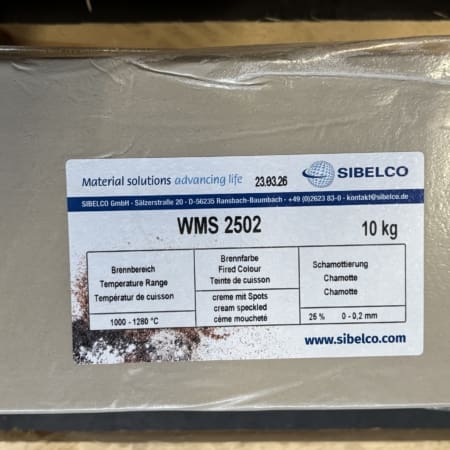 Material solutions advancing life 23.03.26 SIBELCO
SIBELCO GmbH - Sälzerstraße 20 - D-56235 Ransbach-Baumbach - +49 (0)2623 83-0 - kontakt@sibelco.de
WMS 2502 10 kg
Brennbereich
Temperature Range
Températur de cuisson
Brennfarbe
Fired Colour
Teinte de cuisson
Schamottierung
Chamotte
Chamotte
1000 - 1280 °C
creme mit Spots
cream speckled
céme moucheté
25 % 0 - 0,2 mm
www.sibelco.com